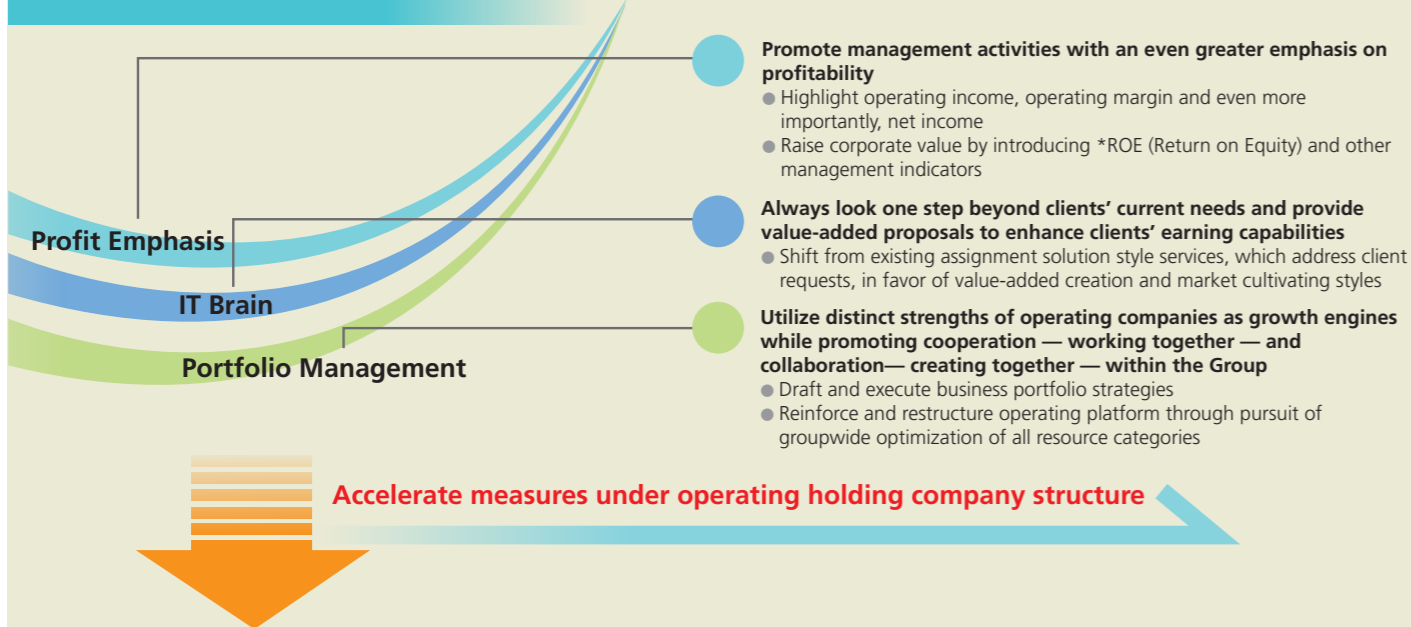 Promote management activities with an even greater emphasis on
profitability
● Highlight operating income, operating margin and even more
importantly, net income
● Raise corporate value by introducing *ROE (Return on Equity) and other
management indicators
Profit Emphasis
Always look one step beyond clients’ current needs and provide
value-added proposals to enhance clients’ earning capabilities
● Shift from existing assignment solution style services, which address client
requests, in favor of value-added creation and market cultivating styles
IT Brain
Utilize distinct strengths of operating companies as growth engines
while promoting cooperation — working together — and
collaboration— creating together — within the Group
● Draft and execute business portfolio strategies
● Reinforce and restructure operating platform through pursuit of
groupwide optimization of all resource categories
Portfolio Management
Accelerate measures under operating holding company structure